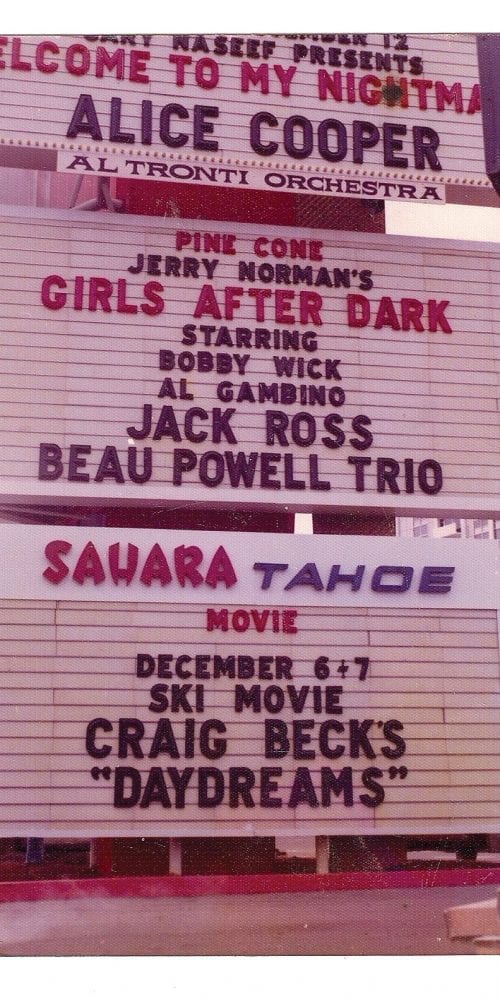 DECEMBER 12
GARY NASEEF PRESENTS
ELCOME TO MY NIGHTMA
ALICE COOPER
AL TRONTI ORCHESTRA
PINE CONE
JERRY NORMAN'S
GIRLS AFTER DARK
STARRING
BOBBY WICK
AL GAMBINO
JACK ROSS
BEAU POWELL TRIO
SAHARA TAHOE
MOVIE
DECEMBER 6+7
SKI MOVIE
CRAIG BECK'S
"DAYDREAMS"